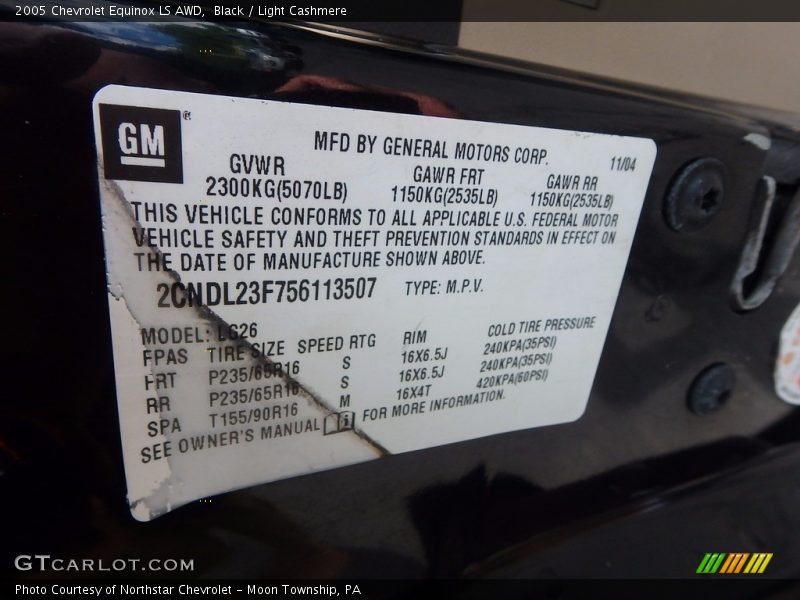 2005 Chevrolet Equinox LS AWD, Black / Light Cashmere
GM ®
MFD BY GENERAL MOTORS CORP. 11/04
GVWR GAWR FRT GAWR RR
2300KG(5070LB) 1150KG(2535LB) 1150KG(2535LB)
THIS VEHICLE CONFORMS TO ALL APPLICABLE U.S. FEDERAL MOTOR
VEHICLE SAFETY AND THEFT PREVENTION STANDARDS IN EFFECT ON
THE DATE OF MANUFACTURE SHOWN ABOVE.
2CNDL23F756113507 TYPE: M.P.V.
MODEL: LG26
FPAS TIRE SIZE SPEED RTG RIM COLD TIRE PRESSURE
FRT P235/65R16 S 16X6.5J 240KPA(35PSI)
RR P235/65R16 S 16X6.5J 240KPA(35PSI)
SPA T155/90R16 M 16X4T 420KPA(60PSI)
SEE OWNER'S MANUAL i FOR MORE INFORMATION.
GTCARLOT.COM
Photo Courtesy of Northstar Chevrolet - Moon Township, PA